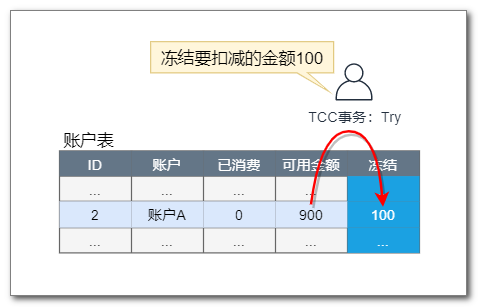 冻结要扣减的金额100
TCC事务：Try
账户表
ID 账户 已消费 可用金额 冻结
... ... ... ...
2 账户A 0 900 100
... ... ... ... ...